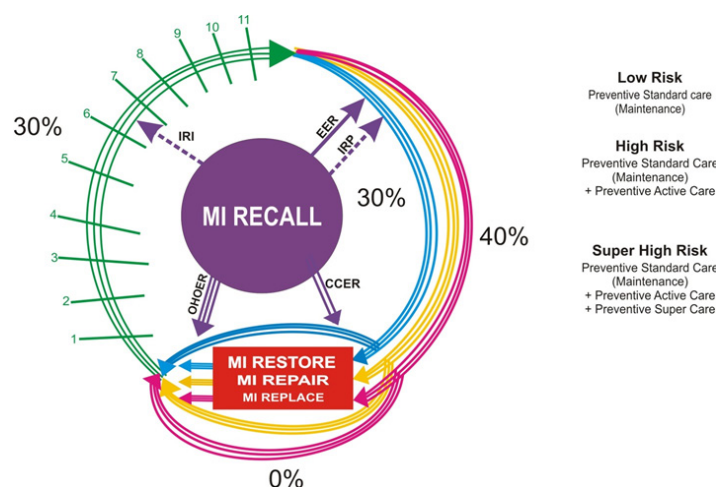 11
10
9
8
7
6
5
4
3
2
1
30%
IRI
EER
IRP
MI RECALL
30%
40%
OHOER
CCER
MI RESTORE
MI REPAIR
MI REPLACE
0%
Low Risk
Preventive Standard care
(Maintenance)
High Risk
Preventive Standard Care
(Maintenance)
+ Preventive Active Care
Super High Risk
Preventive Standard Care
(Maintenance)
+ Preventive Active Care
+ Preventive Super Care